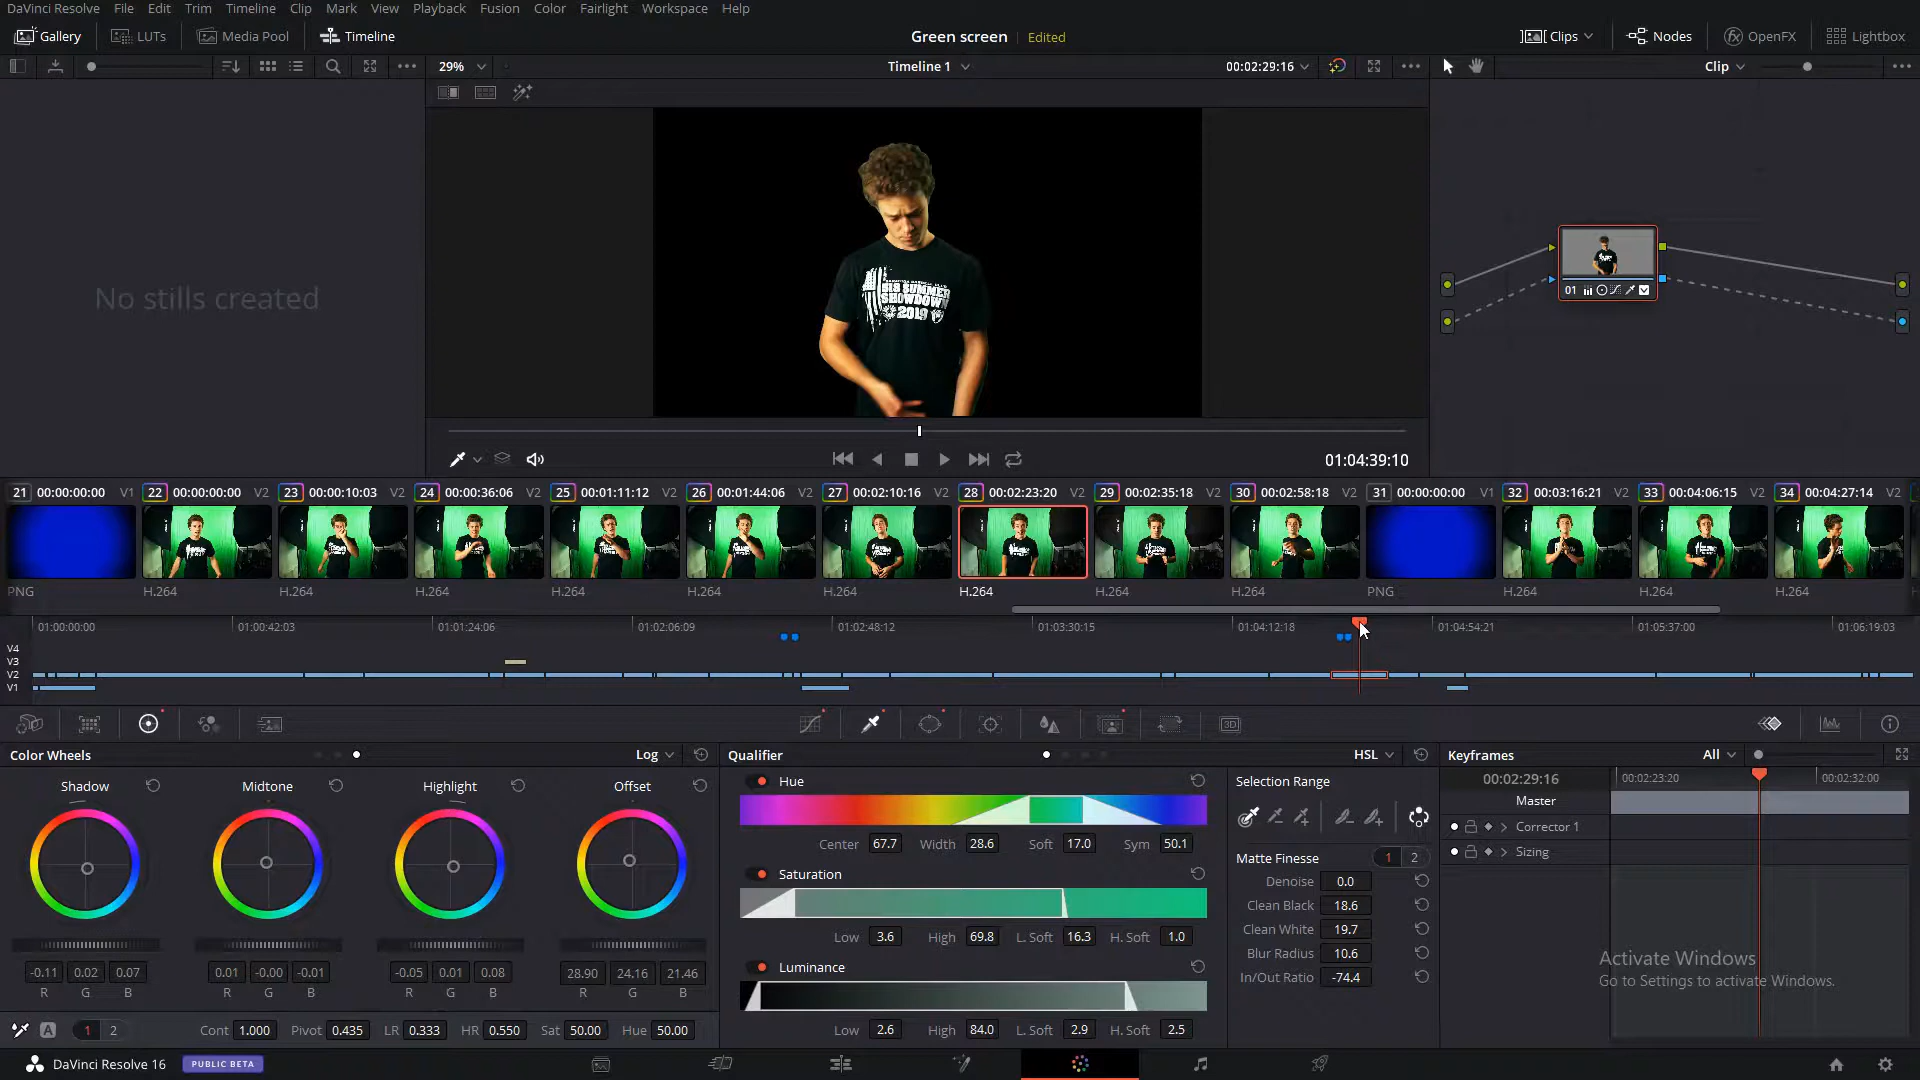 DaVinci Resolve File Edit Trim Timeline Clip Mark View Playback Fusion Color Fairlight Workspace Help
Gallery LUTs Media Pool Timeline Green screen Edited Clips Nodes OpenFX Lightbox
29% Timeline 1 00:02:29:16 Clip
No stills created
SUMMER
SHOWDOWN
2019
01
01:04:39:10
21 00:00:00:00 V1 22 00:00:00:00 V2 23 00:00:10:03 V2 24 00:00:36:06 V2 25 00:01:11:12 V2 26 00:01:44:06 V2 27 00:02:10:16 V2 28 00:02:23:20 V2 29 00:02:35:18 V2 30 00:02:58:18 V2 31 00:00:00:00 V1 32 00:03:16:21 V2 33 00:04:06:15 V2 34 00:04:27:14 V2
PNG H.264 H.264 H.264 H.264 H.264 H.264 H.264 H.264 H.264 PNG H.264 H.264 H.264
01:00:00:00 01:00:42:03 01:01:24:06 01:02:06:09 01:02:48:12 01:03:30:15 01:04:12:18 01:04:54:21 01:05:37:00 01:06:19:03
V4
V3
V2
V1
3D
Color Wheels Log Qualifier HSL Keyframes All
Shadow Midtone Highlight Offset Hue Selection Range 00:02:29:16 00:02:23:20 00:02:32:00
Master
Corrector 1
Center 67.7 Width 28.6 Soft 17.0 Sym 50.1
Sizing
Matte Finesse 1 2
Saturation Denoise 0.0
Clean Black 18.6
Clean White 19.7
Low 3.6 High 69.8 L. Soft 16.3 H. Soft 1.0
Blur Radius 10.6
Activate Windows
Luminance In/Out Ratio -74.4
Go to Settings to activate Windows.
-0.11 0.02 0.07 0.01 -0.00 -0.01 -0.05 0.01 0.08 28.90 24.16 21.46
R G B R G B R G B R G B
A 1 2 Cont 1.000 Pivot 0.435 LR 0.333 HR 0.550 Sat 50.00 Hue 50.00 Low 2.6 High 84.0 L. Soft 2.9 H. Soft 2.5
DaVinci Resolve 16 PUBLIC BETA